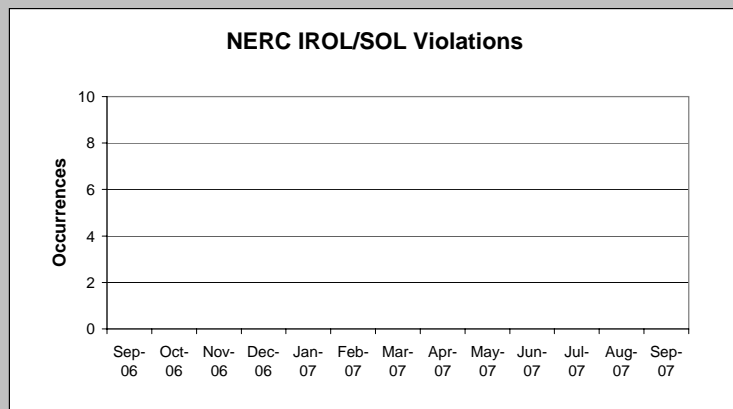 NERC IROL/SOL Violations
10
8
6
4
2
0
Occurrences
Sep-06 Oct-06 Nov-06 Dec-06 Jan-07 Feb-07 Mar-07 Apr-07 May-07 Jun-07 Jul-07 Aug-07 Sep-07